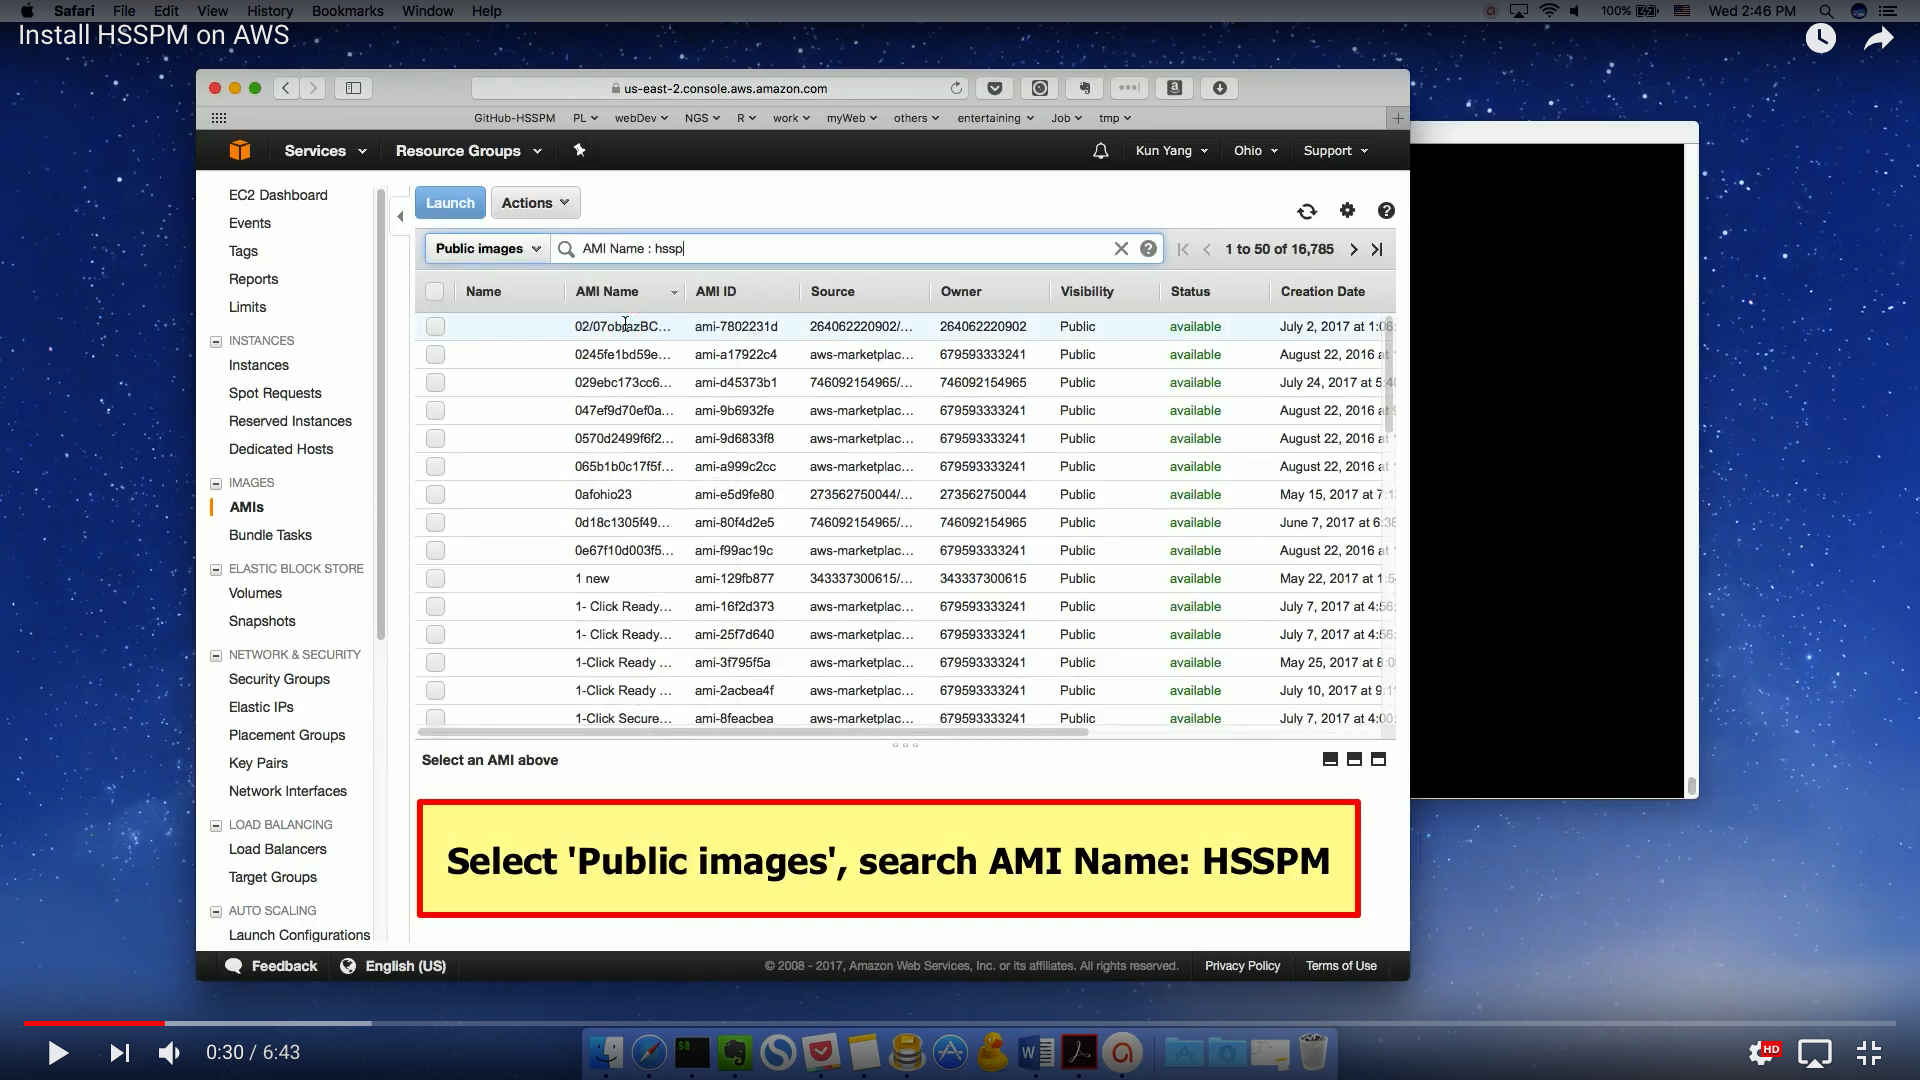 Safari File Edit View History Bookmarks Window Help 100% Wed 2:46 PM
Install HSSPM on AWS
us-east-2.console.aws.amazon.com
GitHub-HSSPM PL webDev NGS R work myWeb others entertaining Job tmp
Services Resource Groups Kun Yang Ohio Support
EC2 Dashboard
Events
Tags
Reports
Limits
INSTANCES
Instances
Spot Requests
Reserved Instances
Dedicated Hosts
IMAGES
AMIs
Bundle Tasks
ELASTIC BLOCK STORE
Volumes
Snapshots
NETWORK & SECURITY
Security Groups
Elastic IPs
Placement Groups
Key Pairs
Network Interfaces
LOAD BALANCING
Load Balancers
Target Groups
AUTO SCALING
Launch Configurations
Launch Actions
Public images AMI Name : hssp 1 to 50 of 16,785
Name AMI Name AMI ID Source Owner Visibility Status Creation Date
02/07obrazBC... ami-7802231d 264062220902/... 264062220902 Public available July 2, 2017 at 1:06:
0245fe1bd59e... ami-a17922c4 aws-marketplac... 679593333241 Public available August 22, 2016 at
029ebc173cc6... ami-d45373b1 746092154965/... 746092154965 Public available July 24, 2017 at 5:40
047ef9d70ef0a... ami-9b6932fe aws-marketplac... 679593333241 Public available August 22, 2016 at
0570d2499f6f2... ami-9d6833f8 aws-marketplac... 679593333241 Public available August 22, 2016 at
065b1b0c17f5f... ami-a999c2cc aws-marketplac... 679593333241 Public available August 22, 2016 at
0afohio23 ami-e5d9fe80 273562750044/... 273562750044 Public available May 15, 2017 at 7:1
0d18c1305f49... ami-80f4d2e5 746092154965/... 746092154965 Public available June 7, 2017 at 6:38
0e67f10d003f5... ami-f99ac19c aws-marketplac... 679593333241 Public available August 22, 2016 at
1 new ami-129fb877 343337300615/... 343337300615 Public available May 22, 2017 at 1:5
1- Click Ready... ami-16f2d373 aws-marketplac... 679593333241 Public available July 7, 2017 at 4:56:
1- Click Ready... ami-25f7d640 aws-marketplac... 679593333241 Public available July 7, 2017 at 4:56:
1-Click Ready ... ami-3f795f5a aws-marketplac... 679593333241 Public available May 25, 2017 at 8:0
1-Click Ready ... ami-2acbea4f aws-marketplac... 679593333241 Public available July 10, 2017 at 9:1
1-Click Secure... ami-8feacbea aws-marketplac... 679593333241 Public available July 7, 2017 at 4:00:
Select an AMI above
Select 'Public images', search AMI Name: HSSPM
Feedback English (US) © 2008 - 2017, Amazon Web Services, Inc. or its affiliates. All rights reserved. Privacy Policy Terms of Use
0:30 / 6:43 HD